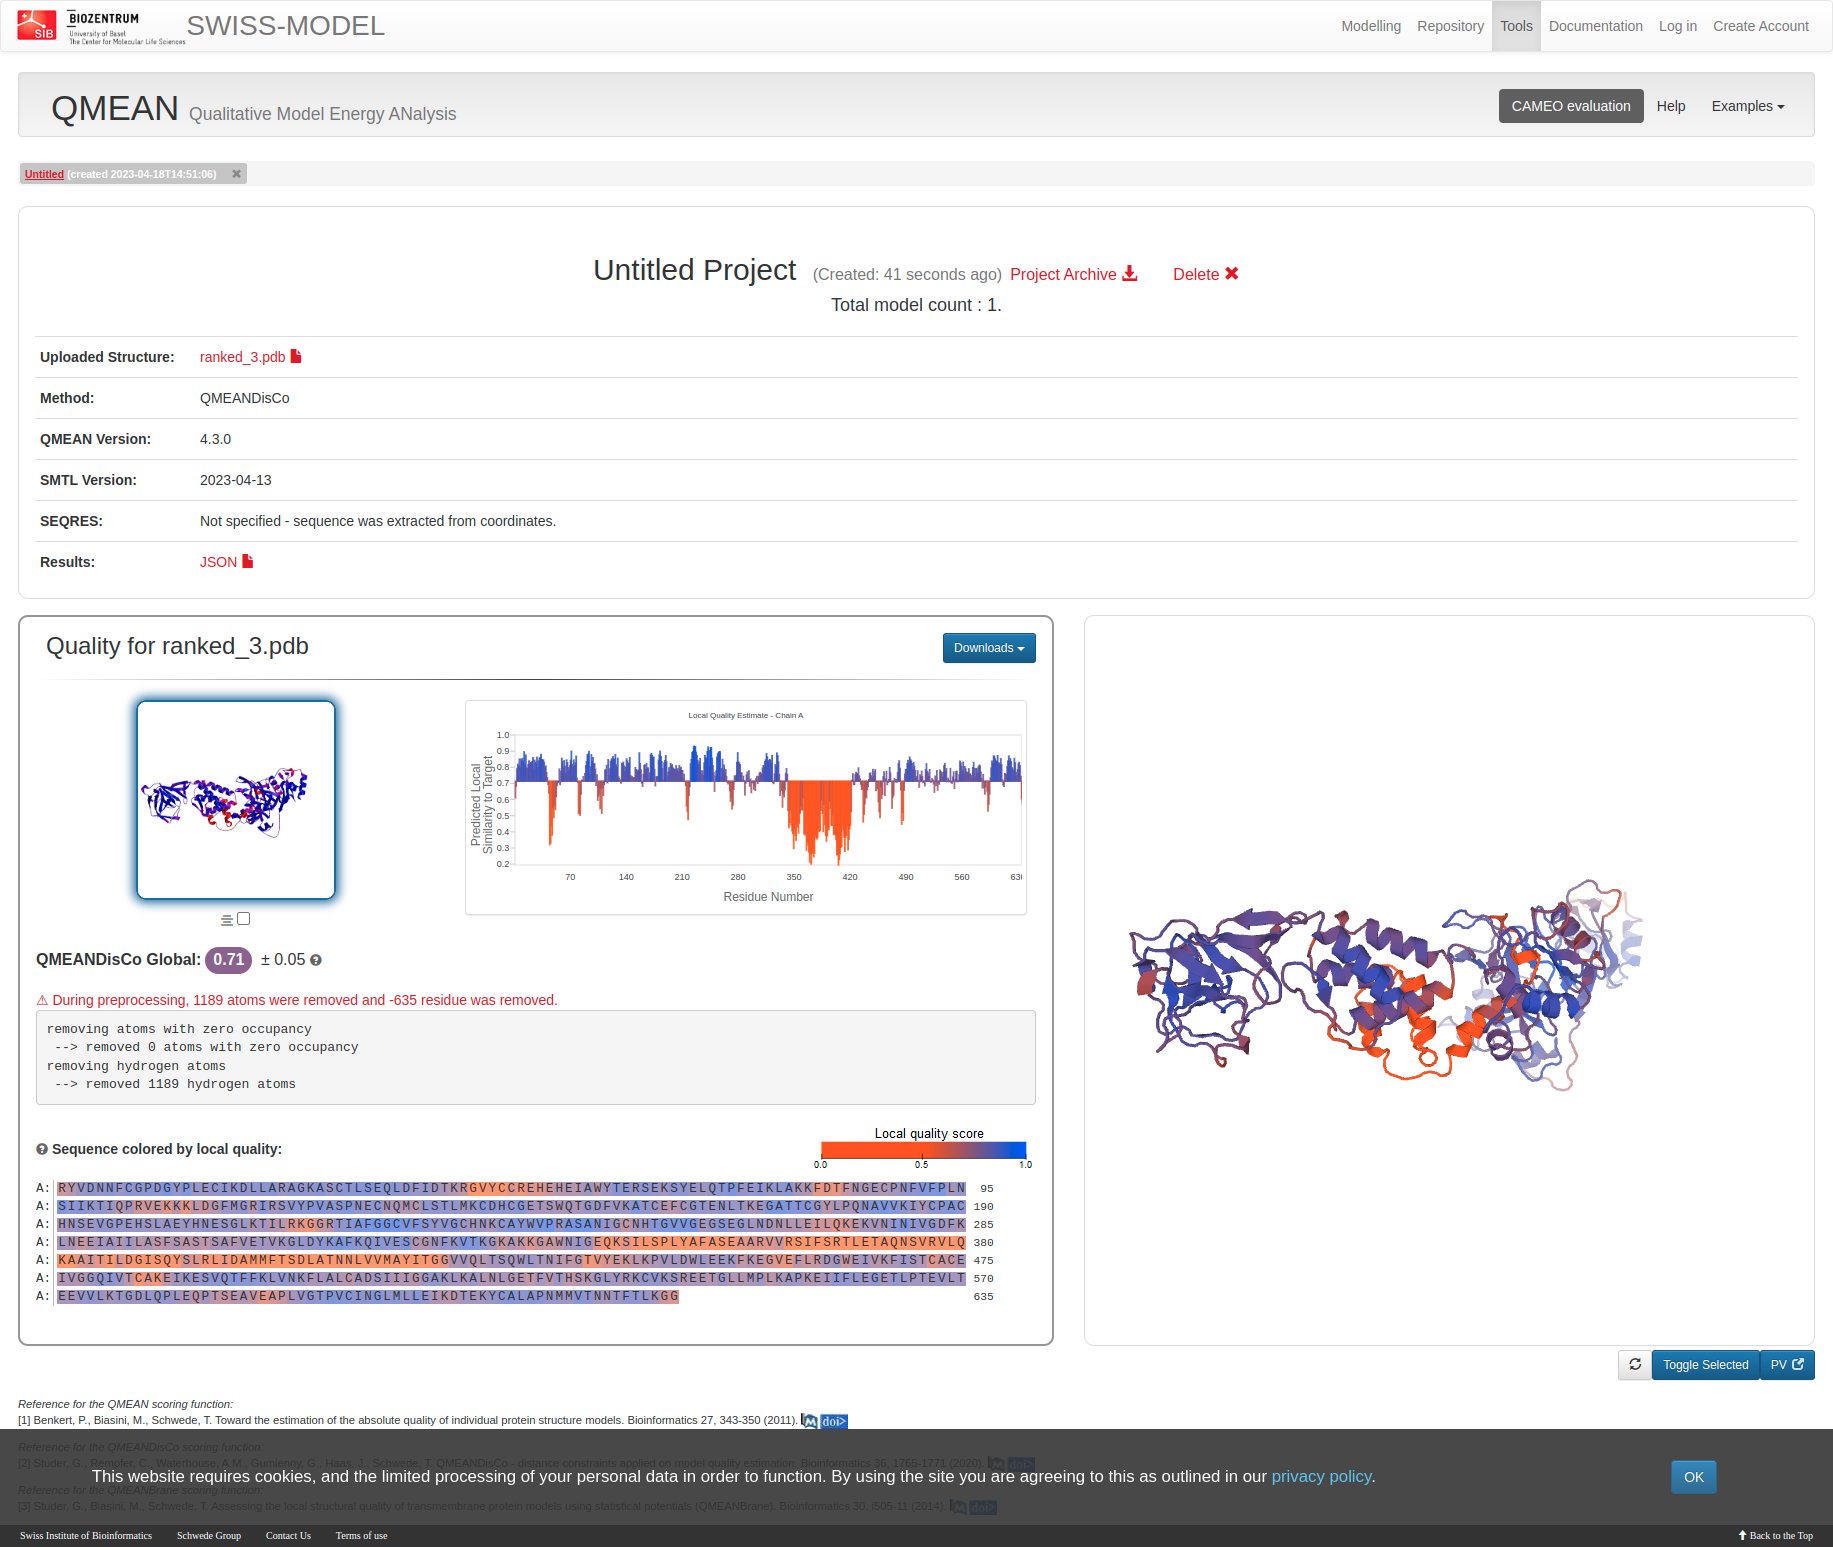 SIB
BIOZENTRUM
University of Basel
The Center for Molecular Life Sciences
SWISS-MODEL
Modelling Repository Tools Documentation Log in Create Account
QMEAN Qualitative Model Energy ANalysis
CAMEO evaluation Help Examples
Untitled (created 2023-04-18T14:51:06) ✖
Untitled Project (Created: 41 seconds ago) Project Archive Delete ✖
Total model count : 1.
Uploaded Structure: ranked_3.pdb
Method: QMEANDisCo
QMEAN Version: 4.3.0
SMTL Version: 2023-04-13
SEQRES: Not specified - sequence was extracted from coordinates.
Results: JSON
Quality for ranked_3.pdb
Downloads
Local Quality Estimate - Chain A
Predicted Local
Similarity to Target
1.0
0.9
0.8
0.7
0.6
0.5
0.4
0.3
0.2
70 140 210 280 350 420 490 560
Residue Number
QMEANDisCo Global: 0.71 ± 0.05
⚠ During preprocessing, 1189 atoms were removed and -635 residue was removed.
removing atoms with zero occupancy
--> removed 0 atoms with zero occupancy
removing hydrogen atoms
--> removed 1189 hydrogen atoms
Sequence colored by local quality:
Local quality score
0.0 0.5 1.0
A: RYVDNNFCGPDGYPLECIKDLLARAGKASCTLSEQLDFIDTKRGVYCCREHEHEIAWYTERSEKSYELQTPFEIKLAKKFDTFNGECPNFVFPLN 95
A: SIIKTIQPRVEKKKLDGFMGRIRSVYPVASPNECNQMCLSTLMKCDHCGETSWQTGDFVKATCEFCGTENLTKEGATTCGYLPQNAVVKIYCPAC 190
A: HNSEVGPEHSLAEYHNESGLKTILRKGGRTIAFGGCVFSYVGCHNKCAYWVPRASANIGCNHTGVVGEGSEGLNDNLLEILQKEKVNINIVGDFK 285
A: LNEEIAIILASFSASTSAFVETVKGLDYKAFKQIVESCGNFKVTKGKAKKGAWNIGEQKSILSPLYAFASEAARVVRSIFSRTLETAQNSVRVLQ 380
A: KAAITILDGISQYSLRLIDAMMFTSDLATNNLVVMAYITGGVVQLTSQWLTNIFGTVYEKLKPVLDWLEEKFKEGVEFLRDGWEIVKFISTCACE 475
A: IVGGQIVTCAKEIKESVQTFFKLVNKFLALCADSIIIGGAKLKALNLGETFVTHSKGLYRKCVKSREETGLLMPLKAPKEIIFLEGETLPTEVLT 570
A: EEVVLKTGDLQPLEQPTSEAVEAPLVGTPVCINGLMLLEIKDTEKYCALAPNMMVTNNTFTLKGG 635
Toggle Selected PV
Reference for the QMEAN scoring function:
[1] Benkert, P., Biasini, M., Schwede, T. Toward the estimation of the absolute quality of individual protein structure models. Bioinformatics 27, 343-350 (2011). M doi>
Reference for the QMEANDisCo scoring function:
[2] Studer, G., Rempfer, C., Waterhouse, A.M., Gumienny, G., Haas, J., Schwede, T. QMEANDisCo - distance constraints applied on model quality estimation. Bioinformatics 36, 1765-1771 (2020). M doi>
This website requires cookies, and the limited processing of your personal data in order to function. By using the site you are agreeing to this as outlined in our privacy policy. OK
Reference for the QMEANBrane scoring function:
[3] Studer, G., Biasini, M., Schwede, T. Assessing the local structural quality of transmembrane protein models using statistical potentials (QMEANBrane). Bioinformatics 30, i505-11 (2014). M doi>
Swiss Institute of Bioinformatics Schwede Group Contact Us Terms of use Back to the Top